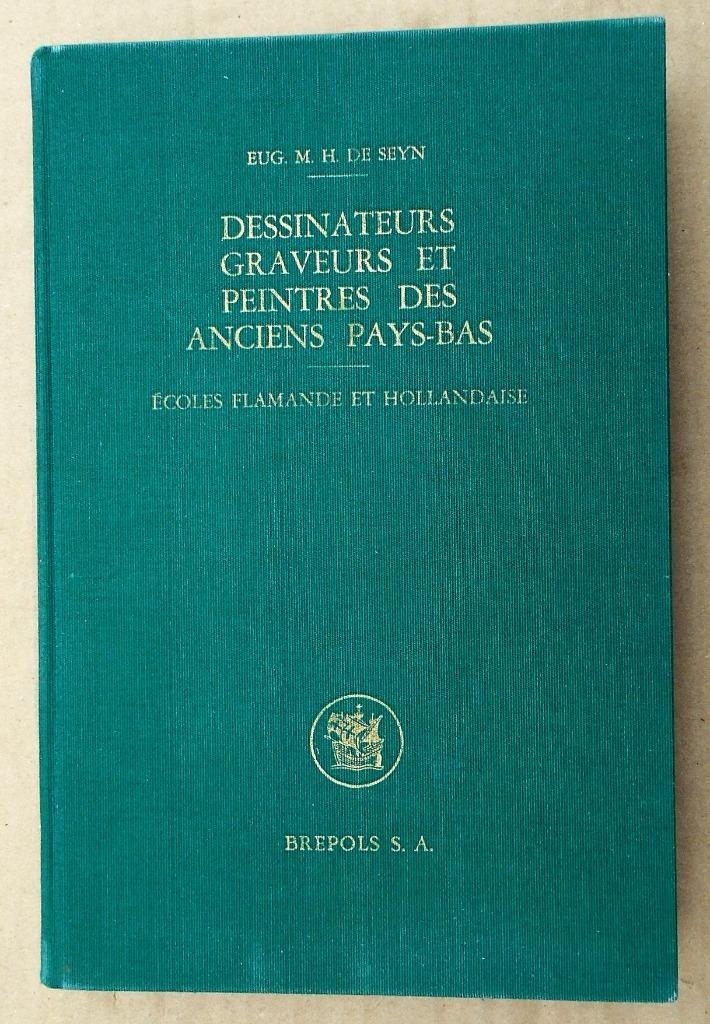 EUG. M. H. DE SEYN
DESSINATEURS
GRAVEURS ET
PEINTRES DES
ANCIENS PAYS-BAS
ÉCOLES FLAMANDE ET HOLLANDAISE
BREPOLS S. A.